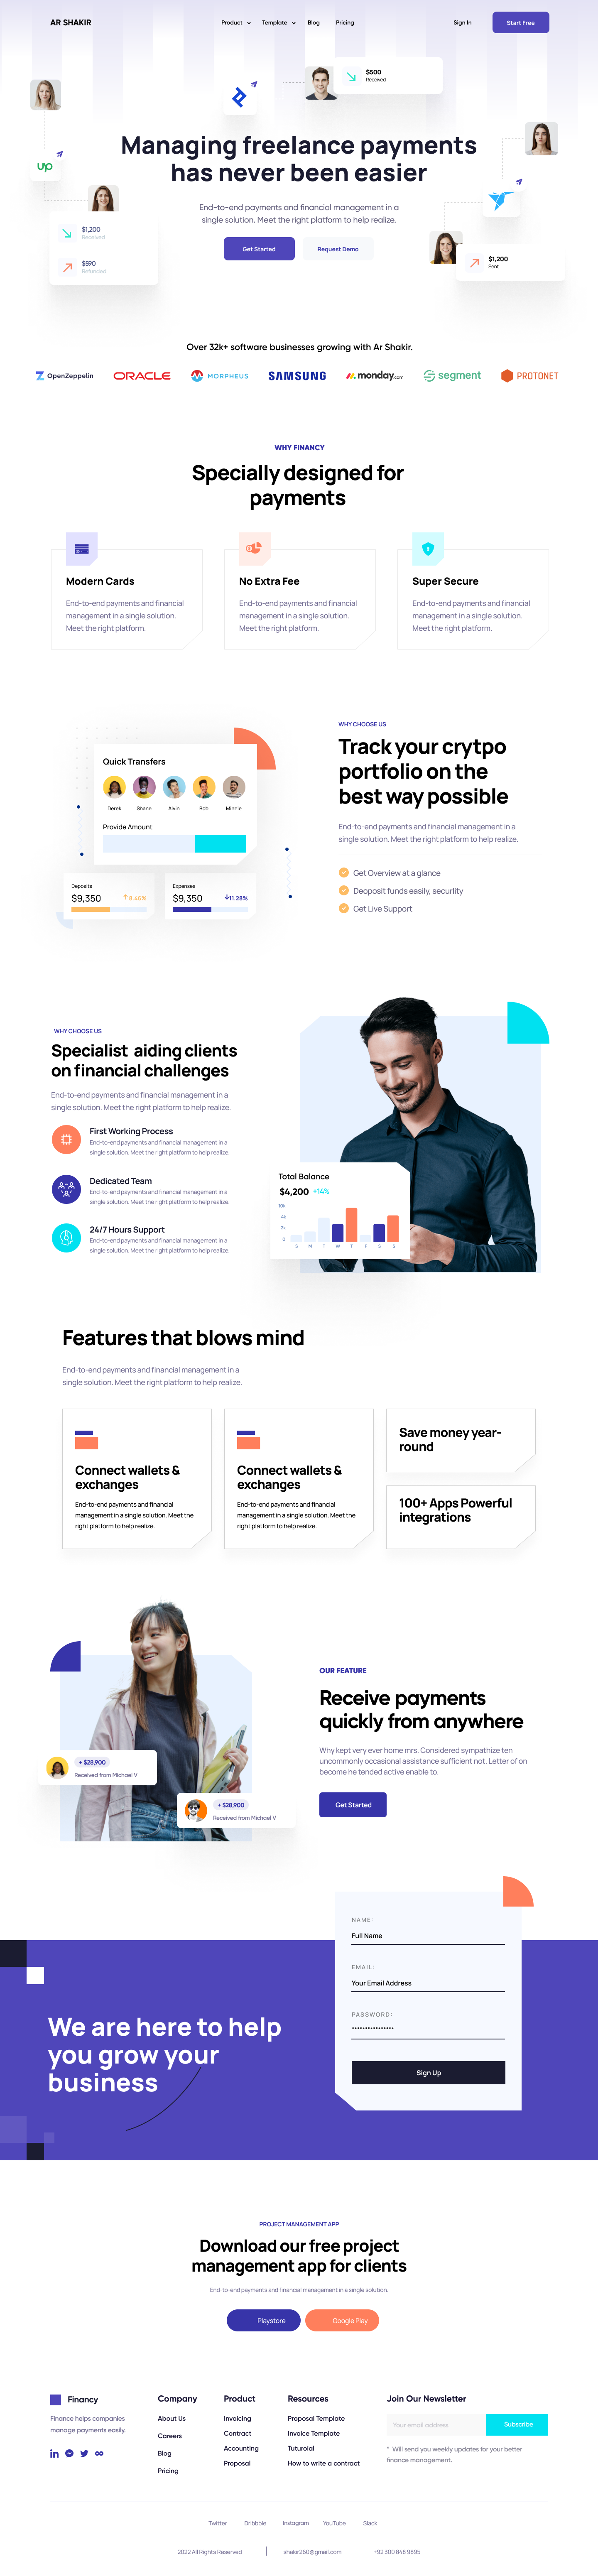 AR SHAKIR
Product
Template
Blog
Pricing
Sign In
Start Free
$500
Received
up
Managing freelance payments
has never been easier
$1,200
Received
$590
Refunded
End-to-end payments and financial management in a
single solution. Meet the right platform to help realize.
Get Started
Request Demo
$1,200
Sent
Over 32k+ software businesses growing with Ar Shakir.
OpenZeppelin
ORACLE
MORPHEUS
SAMSUNG
monday.com
segment
PROTONET
WHY FINANCY
Specially designed for
payments
Modern Cards
End-to-end payments and financial
management in a single solution.
Meet the right platform.
No Extra Fee
End-to-end payments and financial
management in a single solution.
Meet the right platform.
Super Secure
End-to-end payments and financial
management in a single solution.
Meet the right platform.
Quick Transfers
Derek
Shane
Alvin
Bob
Minnie
Provide Amount
Deposits
$9,350
8.46%
Expenses
$9,350
11.28%
WHY CHOOSE US
Track your crytpo
portfolio on the
best way possible
End-to-end payments and financial management in a
single solution. Meet the right platform to help realize.
Get Overview at a glance
Deoposit funds easily, securlity
Get Live Support
WHY CHOOSE US
Specialist aiding clients
on financial challenges
End-to-end payments and financial management in a
single solution. Meet the right platform to help realize.
First Working Process
End-to-end payments and financial management in a
single solution. Meet the right platform to help realize.
Dedicated Team
End-to-end payments and financial management in a
single solution. Meet the right platform to help realize.
24/7 Hours Support
End-to-end payments and financial management in a
single solution. Meet the right platform to help realize.
Total Balance
$4,200 +14%
10k
4k
2k
0
S M T W T F S S
Features that blows mind
End-to-end payments and financial management in a
single solution. Meet the right platform to help realize.
Connect wallets &
exchanges
End-to-end payments and financial
management in a single solution. Meet the
right platform to help realize.
Connect wallets &
exchanges
End-to-end payments and financial
management in a single solution. Meet the
right platform to help realize.
Save money year-
round
100+ Apps Powerful
integrations
+ $28,900
Received from Michael V
+ $28,900
Received from Michael V
OUR FEATURE
Receive payments
quickly from anywhere
Why kept very ever home mrs. Considered sympathize ten
uncommonly occasional assistance sufficient not. Letter of on
become he tended active enable to.
Get Started
We are here to help
you grow your
business
NAME:
Full Name
EMAIL:
Your Email Address
PASSWORD:
****************
Sign Up
PROJECT MANAGEMENT APP
Download our free project
management app for clients
End-to-end payments and financial management in a single solution.
Playstore
Google Play
Financy
Finance helps companies
manage payments easily.
Company
About Us
Careers
Blog
Pricing
Product
Invoicing
Contract
Accounting
Proposal
Resources
Proposal Template
Invoice Template
Tuturoial
How to write a contract
Join Our Newsletter
Your email address
Subscribe
* Will send you weekly updates for your better
finance management.
Twitter
Dribbble
Instagram
YouTube
Slack
2022 All Rights Reserved
shakir260@gmail.com
+92 300 848 9895